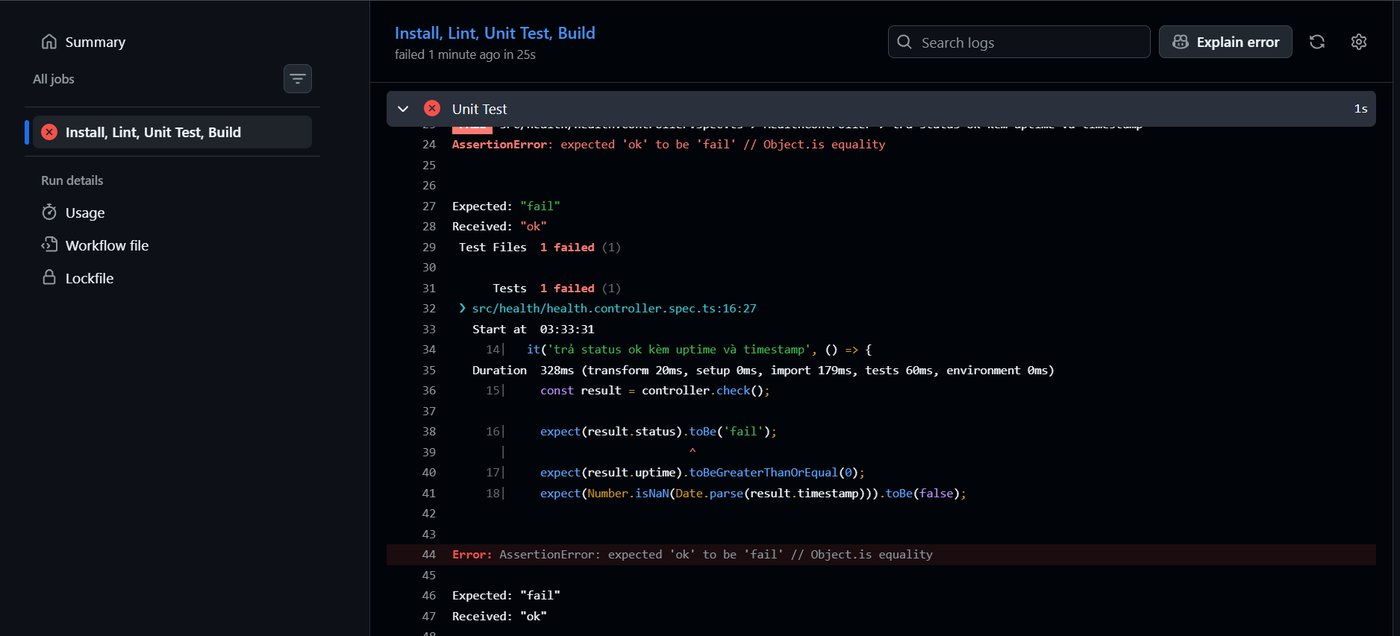 Summary
All jobs
Install, Lint, Unit Test, Build
Run details
Usage
Workflow file
Lockfile
Install, Lint, Unit Test, Build
failed 1 minute ago in 25s
Search logs
Explain error
Unit Test
1s
24 AssertionError: expected 'ok' to be 'fail' // Object.is equality
25
26
27 Expected: "fail"
28 Received: "ok"
29 Test Files 1 failed (1)
30
31 Tests 1 failed (1)
32 ❯ src/health/health.controller.spec.ts:16:27
33 Start at 03:33:31
34 14| it('trả status ok kèm uptime và timestamp', () => {
35 Duration 328ms (transform 20ms, setup 0ms, import 179ms, tests 60ms, environment 0ms)
36 15| const result = controller.check();
37
38 16| expect(result.status).toBe('fail');
39 | ^
40 17| expect(result.uptime).toBeGreaterThanOrEqual(0);
41 18| expect(Number.isNaN(Date.parse(result.timestamp))).toBe(false);
42
43
44 Error: AssertionError: expected 'ok' to be 'fail' // Object.is equality
45
46 Expected: "fail"
47 Received: "ok"